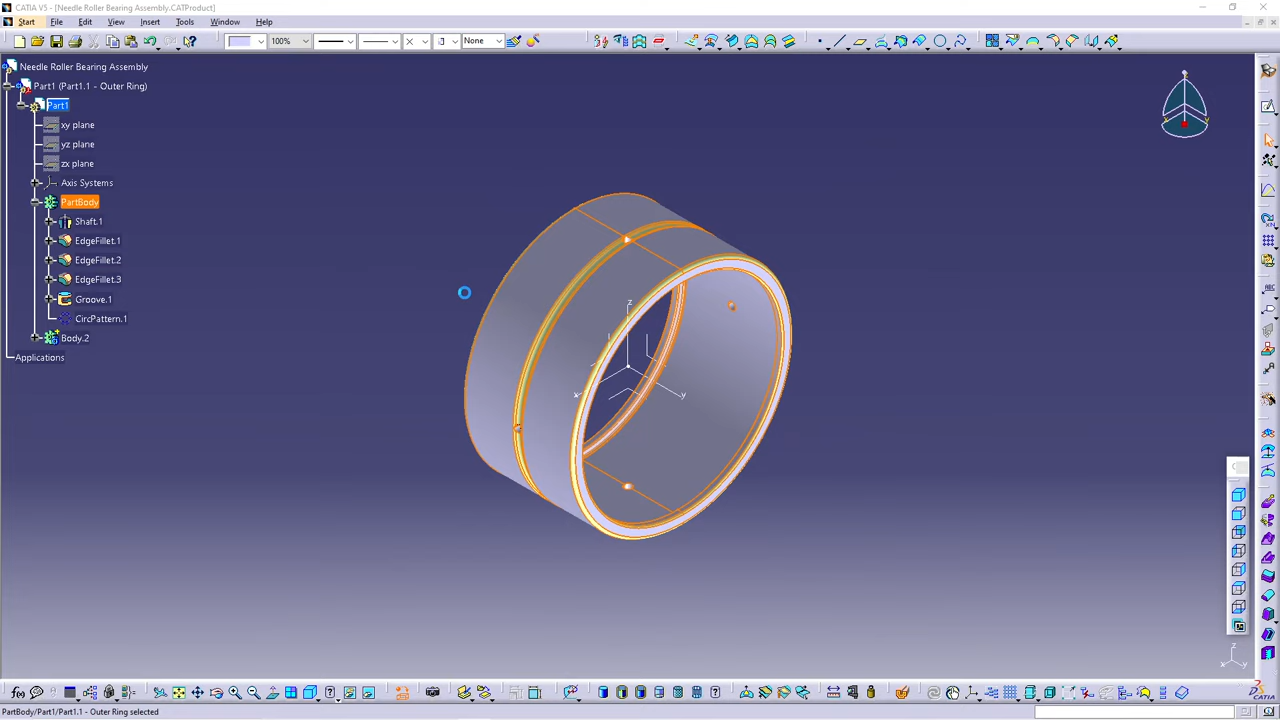 CATIA V5 - [Needle Roller Bearing Assembly.CATProduct]
Start File Edit View Insert Tools Window Help
100% None
Needle Roller Bearing Assembly
Part1 (Part1.1 - Outer Ring)
Part1
xy plane
yz plane
zx plane
Axis Systems
PartBody
Shaft.1
EdgeFillet.1
EdgeFillet.2
EdgeFillet.3
Groove.1
CircPattern.1
Body.2
Applications
z
x
y
z
x y
PartBody/Part1/Part1.1 - Outer Ring selected